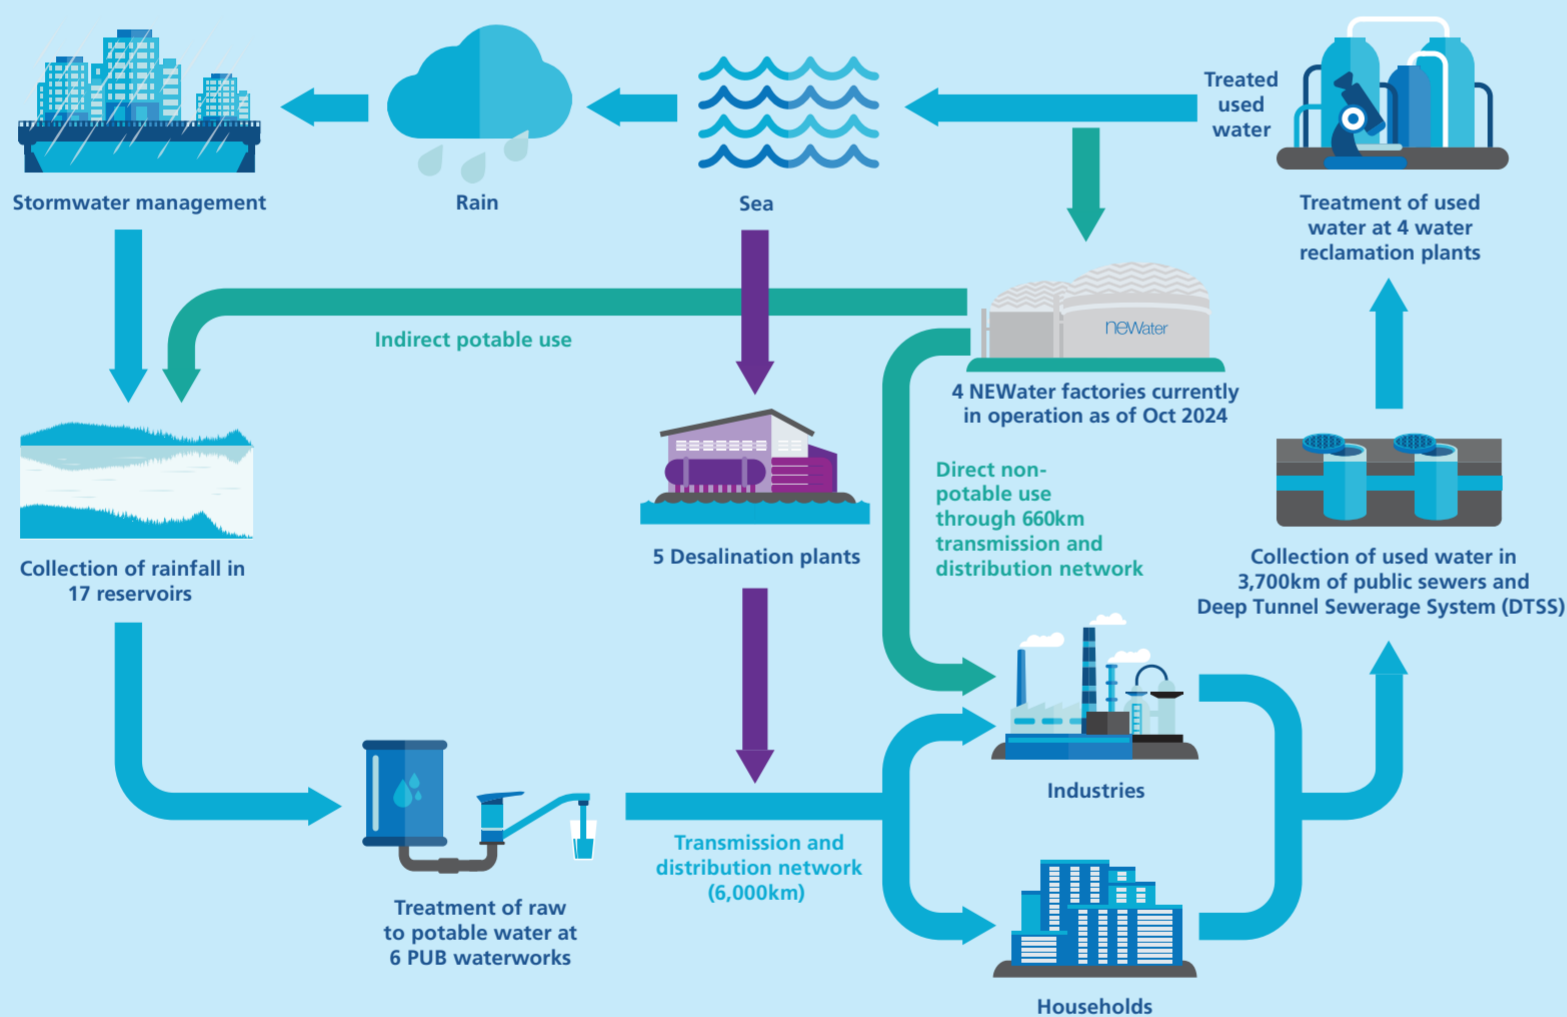 Treated
used
water
Stormwater management
Rain
Sea
Treatment of used
water at 4 water
reclamation plants
Indirect potable use
newater
4 NEWater factories currently
in operation as of Oct 2024
Direct non-
potable use
through 660km
transmission and
distribution network
Collection of rainfall in
17 reservoirs
5 Desalination plants
Collection of used water in
3,700km of public sewers and
Deep Tunnel Sewerage System (DTSS)
Industries
Transmission and
distribution network
(6,000km)
Treatment of raw
to potable water at
6 PUB waterworks
Households